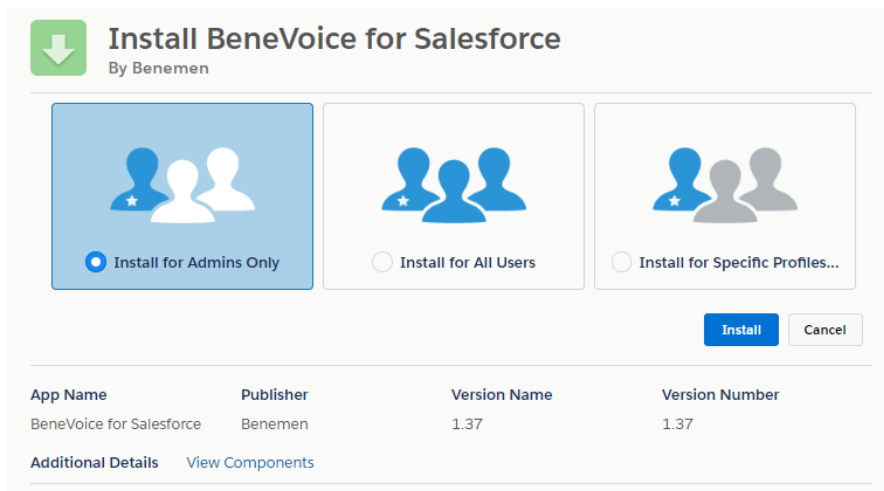 Install BeneVoice for Salesforce
By Benemen
Install for Admins Only
Install for All Users
Install for Specific Profiles...
Install
Cancel
App Name
Publisher
Version Name
Version Number
BeneVoice for Salesforce
Benemen
1.37
1.37
Additional Details
View Components